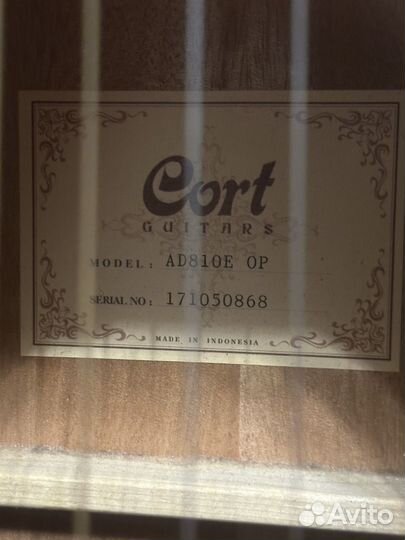 Cort
GUITARS
MODEL: AD810E OP
SERIAL NO: 171050868
MADE IN INDONESIA
Avito